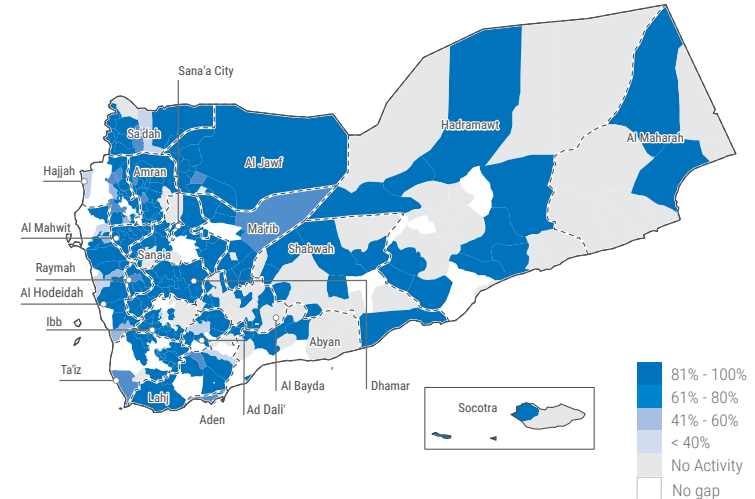 Sana'a City
Sa'dah
Hadramawt
Al Maharah
Al Jawf
Hajjah
Amran
Al Mahwit
Ma'rib
Shabwah
Sana'a
Raymah
Al Hodeidah
Ibb
Abyan
Ta'iz
Al Bayda
Dhamar
Lahj
Ad Dali'
Aden
Socotra
81% - 100%
61% - 80%
41% - 60%
< 40%
No Activity
No gap